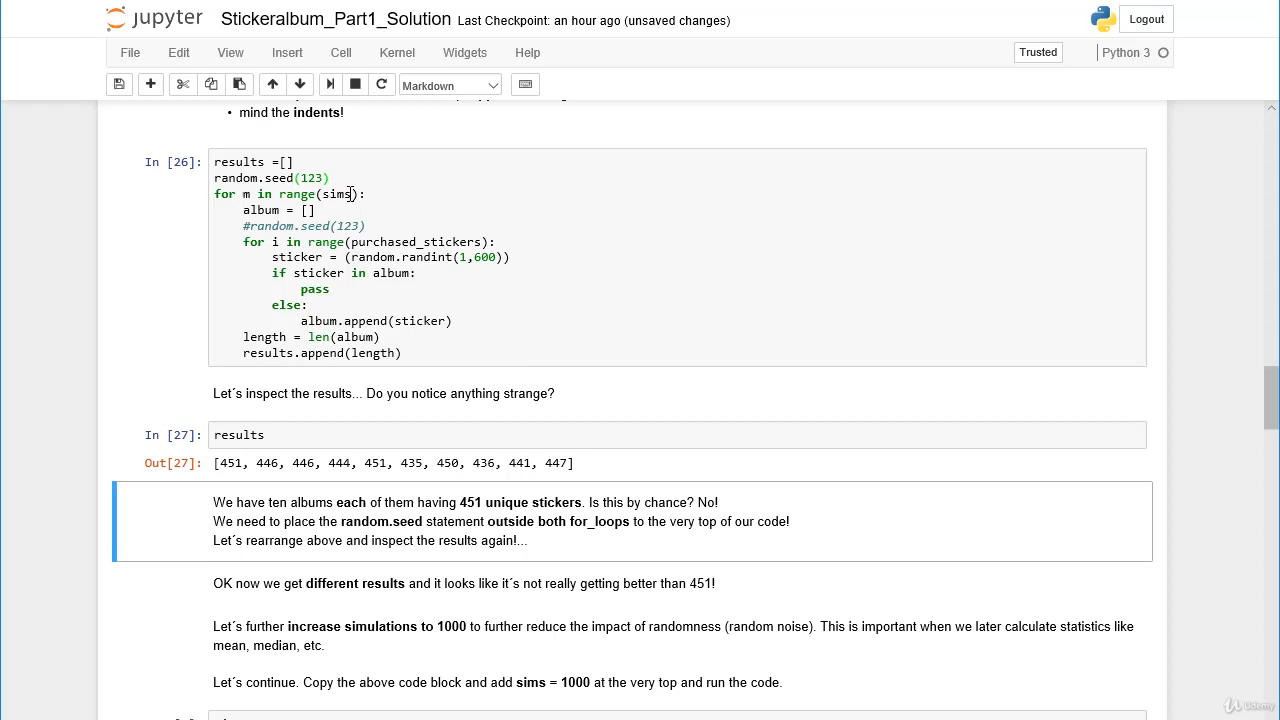 jupyter Stickeralbum_Part1_Solution Last Checkpoint: an hour ago (unsaved changes) Logout
File Edit View Insert Cell Kernel Widgets Help Trusted Python 3
Markdown
• mind the indents!
In [26]: results =[]
random.seed(123)
for m in range(sims):
album = []
#random.seed(123)
for i in range(purchased_stickers):
sticker = (random.randint(1,600))
if sticker in album:
pass
else:
album.append(sticker)
length = len(album)
results.append(length)
Let´s inspect the results... Do you notice anything strange?
In [27]: results
Out[27]: [451, 446, 446, 444, 451, 435, 450, 436, 441, 447]
We have ten albums each of them having 451 unique stickers. Is this by chance? No!
We need to place the random.seed statement outside both for_loops to the very top of our code!
Let´s rearrange above and inspect the results again!...
OK now we get different results and it looks like it´s not really getting better than 451!
Let´s further increase simulations to 1000 to further reduce the impact of randomness (random noise). This is important when we later calculate statistics like
mean, median, etc.
Let´s continue. Copy the above code block and add sims = 1000 at the very top and run the code.
Udemy